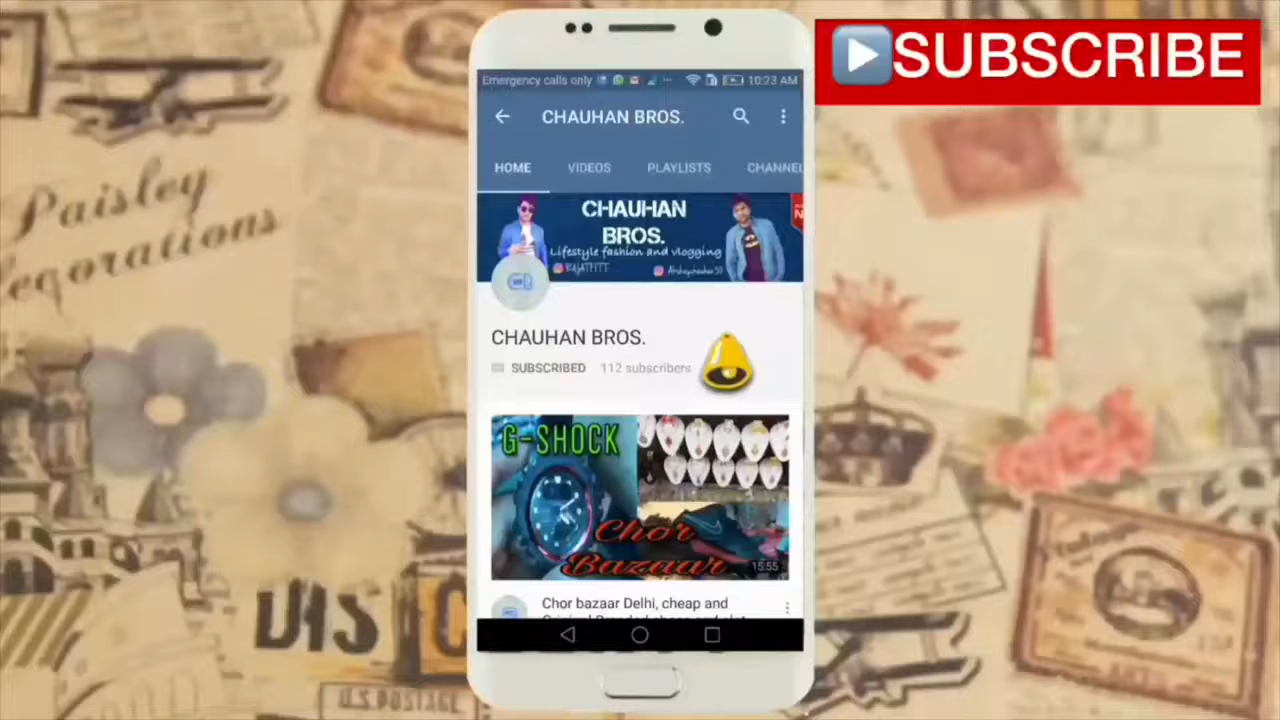 SUBSCRIBE
Emergency calls only
10:23 AM
CHAUHAN BROS.
HOME VIDEOS PLAYLISTS CHANNEL
CHAUHAN
BROS.
Lifestyle fashion and vlogging
CHAUHAN BROS.
SUBSCRIBED 112 subscribers
G-SHOCK
Chor
Bazaar
15:55
Chor bazaar Delhi, cheap and
Paisley
Decorations
DIS
U.S. POSTAGE